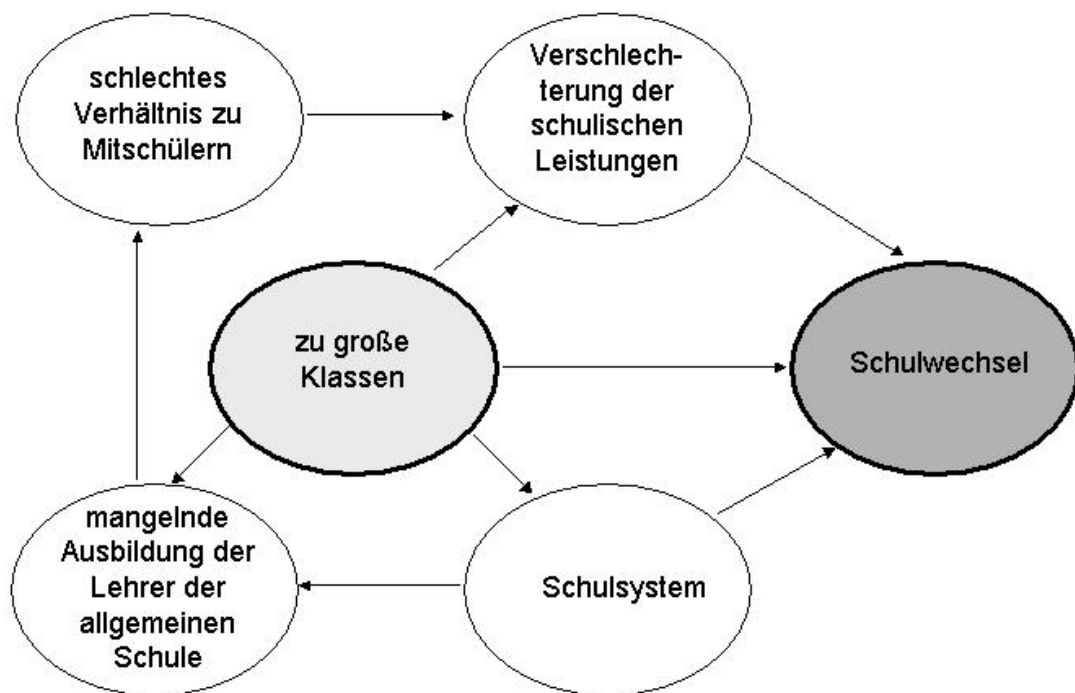 schlechtes
Verhältnis zu
Mitschülern
Verschlech-
terung der
schulischen
Leistungen
zu große
Klassen
Schulwechsel
mangelnde
Ausbildung der
Lehrer der
allgemeinen
Schule
Schulsystem